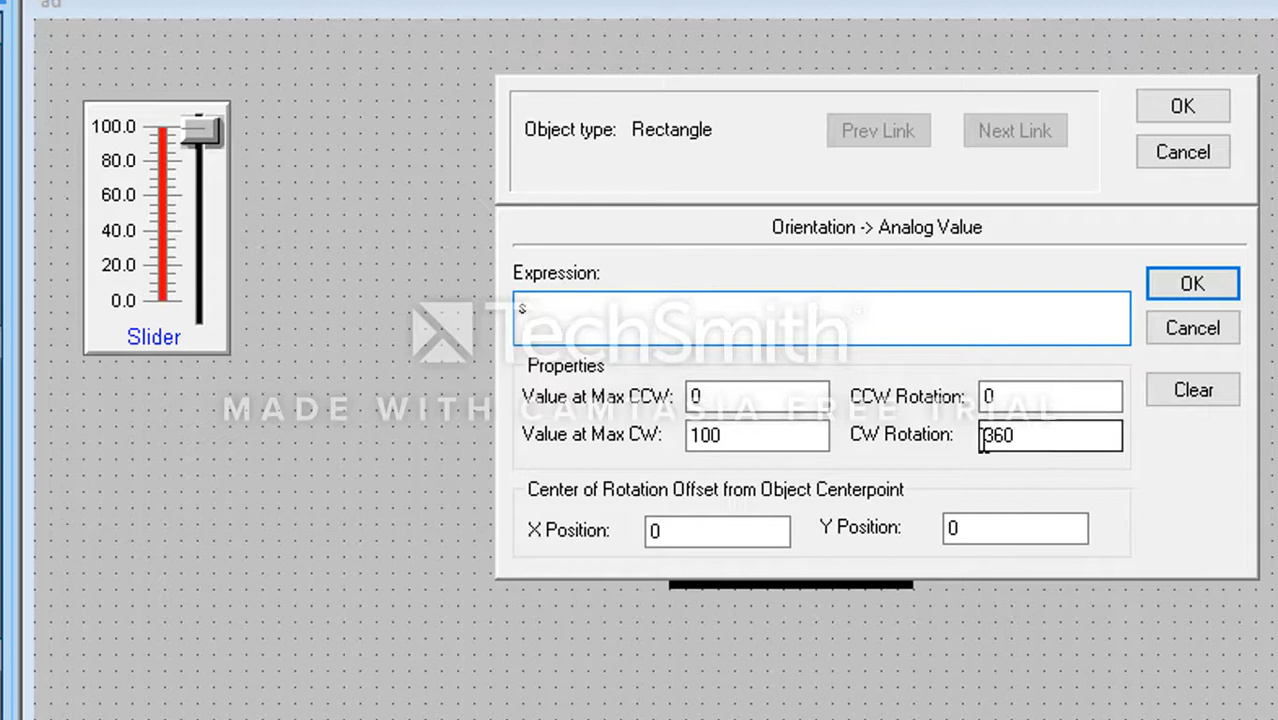 ad
Object type: Rectangle
Prev Link
Next Link
OK
Cancel
100.0
80.0
60.0
40.0
20.0
0.0
Slider
Orientation -> Analog Value
Expression:
s
OK
Cancel
Clear
TechSmith
MADE WITH CAMTASIA FREE TRIAL
Properties
Value at Max CCW: 0 CCW Rotation: 0
Value at Max CW: 100 CW Rotation: 360
Center of Rotation Offset from Object Centerpoint
X Position: 0 Y Position: 0